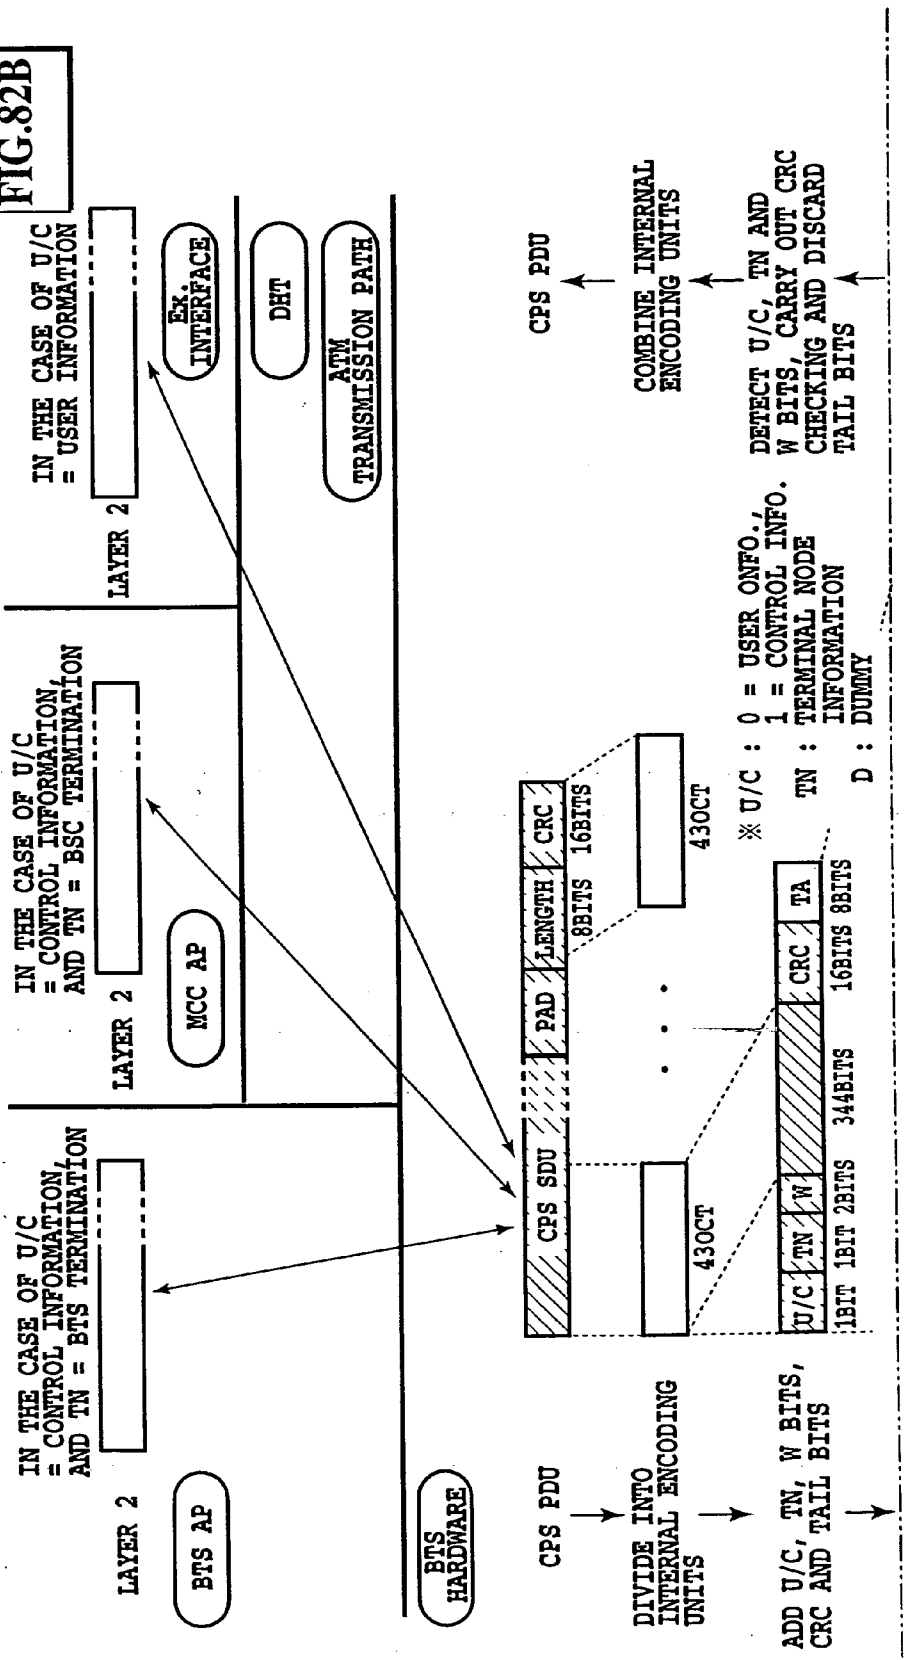 FIG.82B
IN THE CASE OF U/C
= CONTROL INFORMATION,
AND TN = BTS TERMINATION
LAYER 2
BTS AP
IN THE CASE OF U/C
= CONTROL INFORMATION,
AND TN = BSC TERMINATION
LAYER 2
MCC AP
IN THE CASE OF U/C
= USER INFORMATION
LAYER 2
EX.
INTERFACE
DHT
ATM
TRANSMISSION PATH
BTS
HARDWARE
CPS PDU
DIVIDE INTO
INTERNAL ENCODING
UNITS
ADD U/C, TN, W BITS,
CRC AND TAIL BITS
CPS SDU
PAD
LENGTH
CRC
8BITS
16BITS
43OCT
43OCT
U/C
TN
W
CRC
TA
1BIT
1BIT
2BITS
344BITS
16BITS
8BITS
※ U/C : 0 = USER ONFO.,
1 = CONTROL INFO.
TN : TERMINAL NODE
INFORMATION
D : DUMMY
CPS PDU
COMBINE INTERNAL
ENCODING UNITS
DETECT U/C, TN AND
W BITS, CARRY OUT CRC
CHECKING AND DISCARD
TAIL BITS